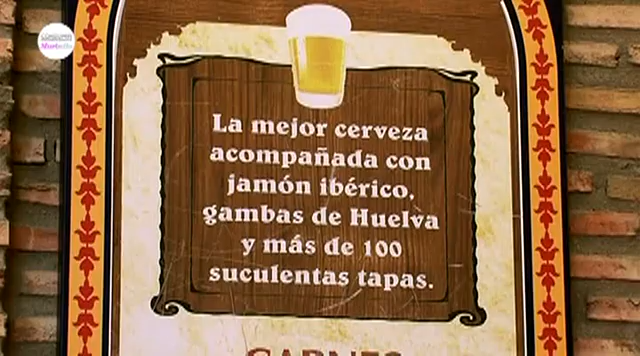 La mejor cerveza
acompañada con
jamón ibérico,
gambas de Huelva
y más de 100
suculentas tapas.
CARNES